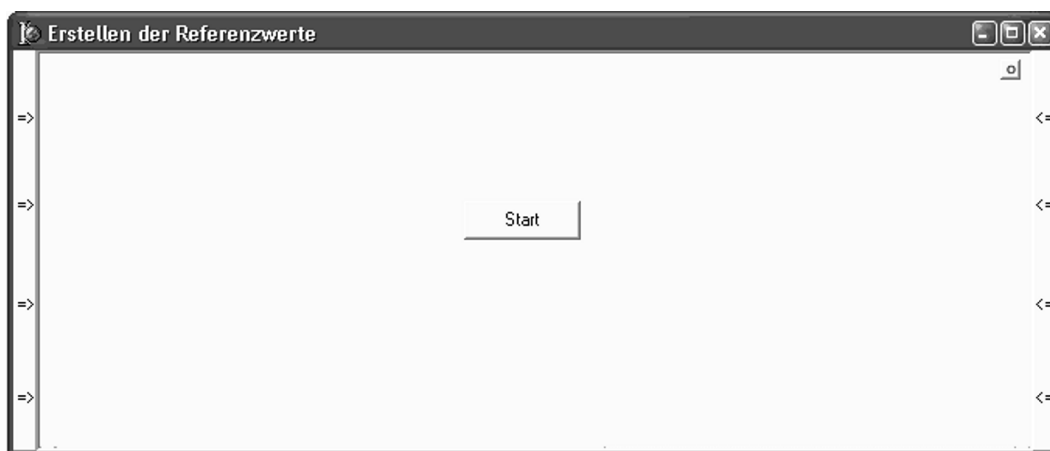 Erstellen der Referenzwerte
o
=> <=
=> <=
Start
=> <=
=> <=